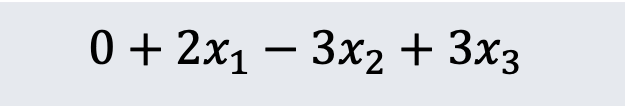 0 + 2x₁ − 3x₂ + 3x₃